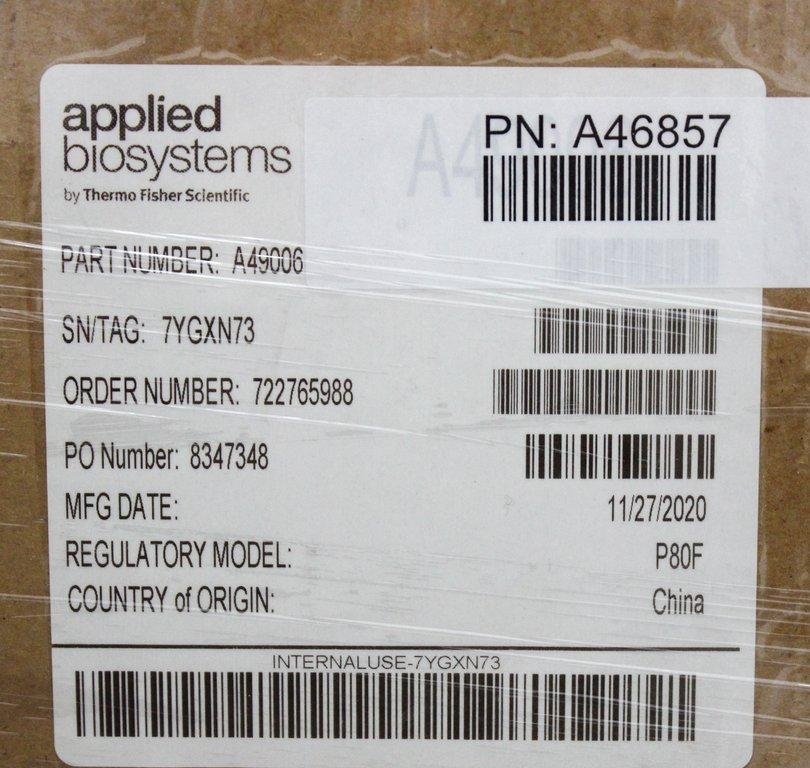 applied
biosystems
by Thermo Fisher Scientific
PN: A46857
PART NUMBER: A49006
SN/TAG: 7YGXN73
ORDER NUMBER: 722765988
PO Number: 8347348
MFG DATE: 11/27/2020
REGULATORY MODEL: P80F
COUNTRY of ORIGIN: China
INTERNALUSE-7YGXN73